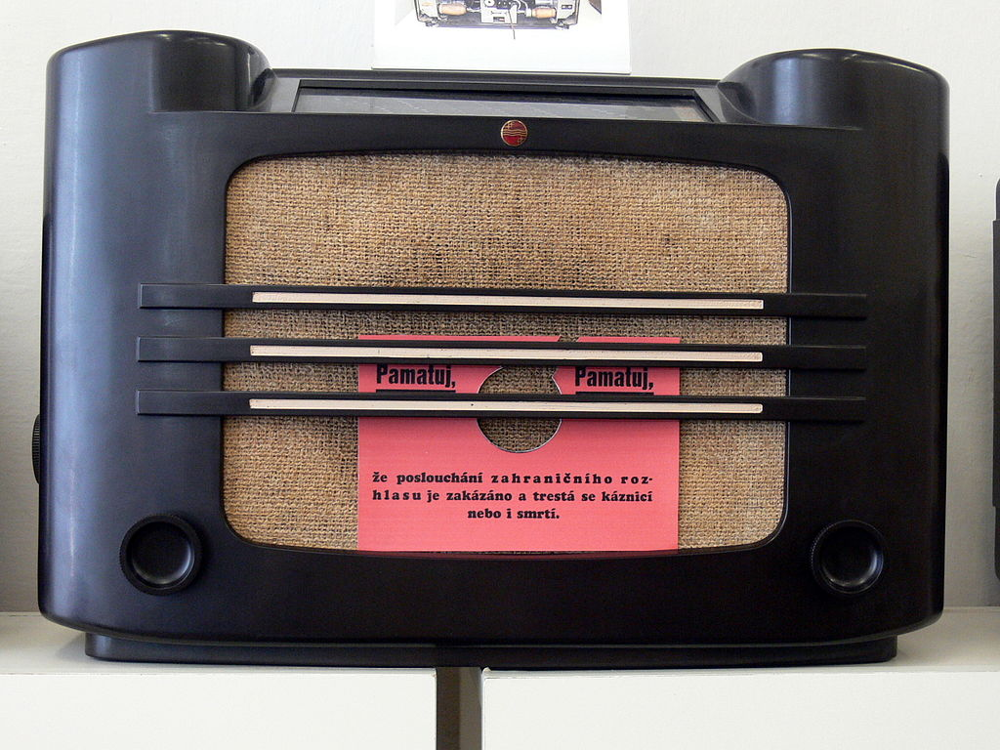 Pamatuj, Pamatuj,
že poslouchání zahraničního roz-
hlasu je zakázáno a trestá se káznicí
nebo i smrtí.